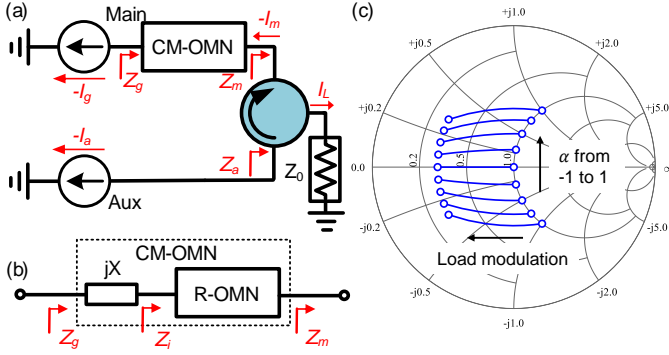 (a)
Main
CM-OMN
-I_m
-I_g
Z_g
Z_m
I_L
-I_a
Z_a
Z_0
Aux
(b)
CM-OMN
jX
R-OMN
Z_g
Z_i
Z_m
(c)
+j1.0
+j0.5
+j2.0
+j0.2
+j5.0
0.0
0.2
0.5
1.0
∞
α from
-1 to 1
-j0.2
-j5.0
Load modulation
-j0.5
-j2.0
-j1.0